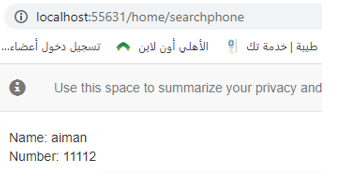 localhost:55631/home/searchphone
طيبة | خدمة تك الأهلي أون لاين تسجيل دخول أعضاء...
Use this space to summarize your privacy and
Name: aiman
Number: 11112